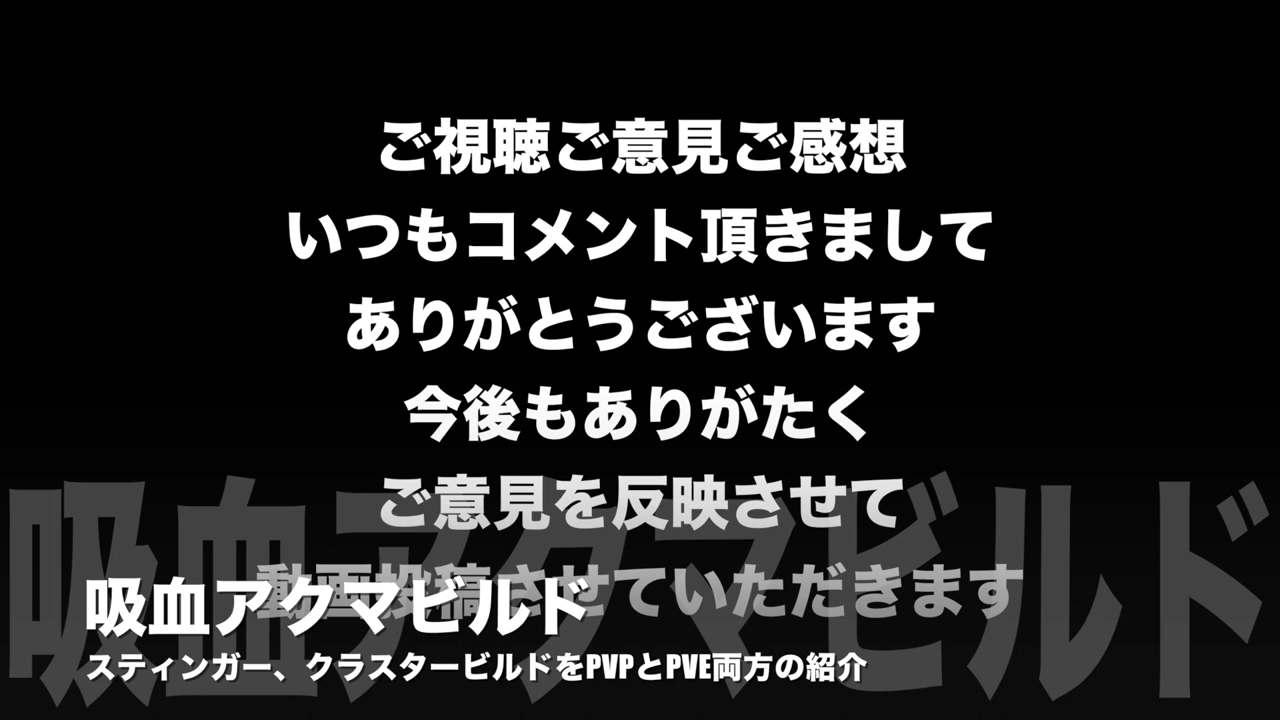 ご視聴ご意見ご感想
いつもコメント頂きまして
ありがとうございます
今後もありがたく
ご意見を反映させて
動画投稿させていただきます
吸血アクマビルド
吸血アクマビルド
スティンガー、クラスタービルドをPVPとPVE両方の紹介